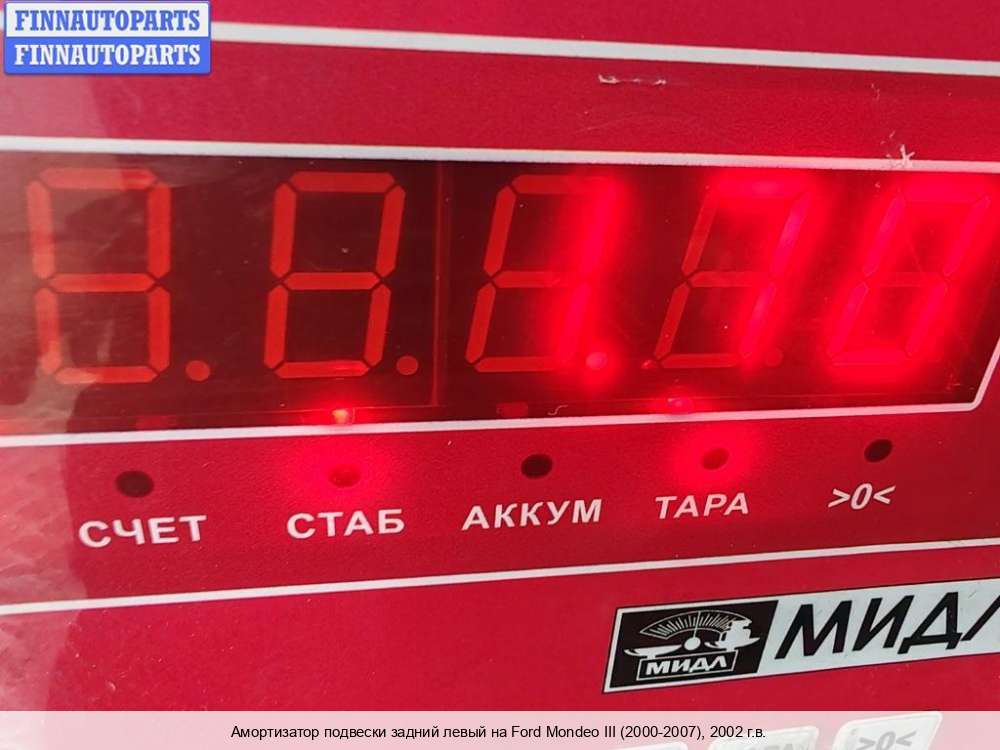 FINNAUTOPARTS
FINNAUTOPARTS
СЧЕТ СТАБ АККУМ ТАРА >0<
МИДЛ МИДЛ
>0<
Амортизатор подвески задний левый на Ford Mondeo III (2000-2007), 2002 г.в.